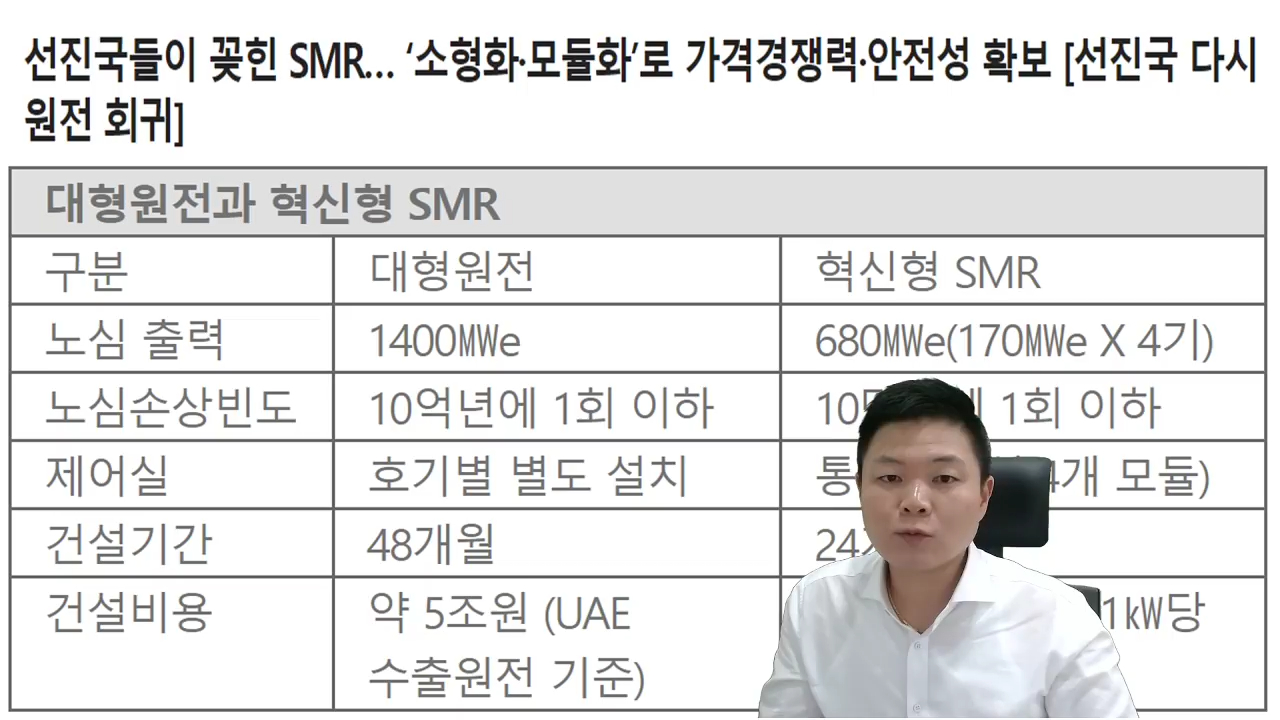 선진국들이 꽂힌 SMR… ‘소형화·모듈화’로 가격경쟁력·안전성 확보 [선진국 다시
원전 회귀]
대형원전과 혁신형 SMR
구분 대형원전 혁신형 SMR
노심 출력 1400㎿e 680㎿e(170㎿e X 4기)
노심손상빈도 10억년에 1회 이하 1회 이하
제어실 호기별 별도 설치 모듈)
건설기간 48개월
건설비용 약 5조원 (UAE 1㎾당
수출원전 기준)